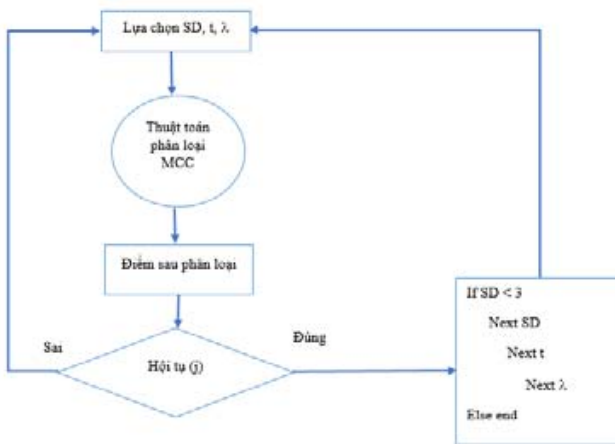 Lựa chọn SD, t, λ
Thuật toán
phân loại
MCC
Điểm sau phân loại
Hội tụ (j)
Sai
Đúng
If SD < 3
Next SD
Next t
Next λ
Else end